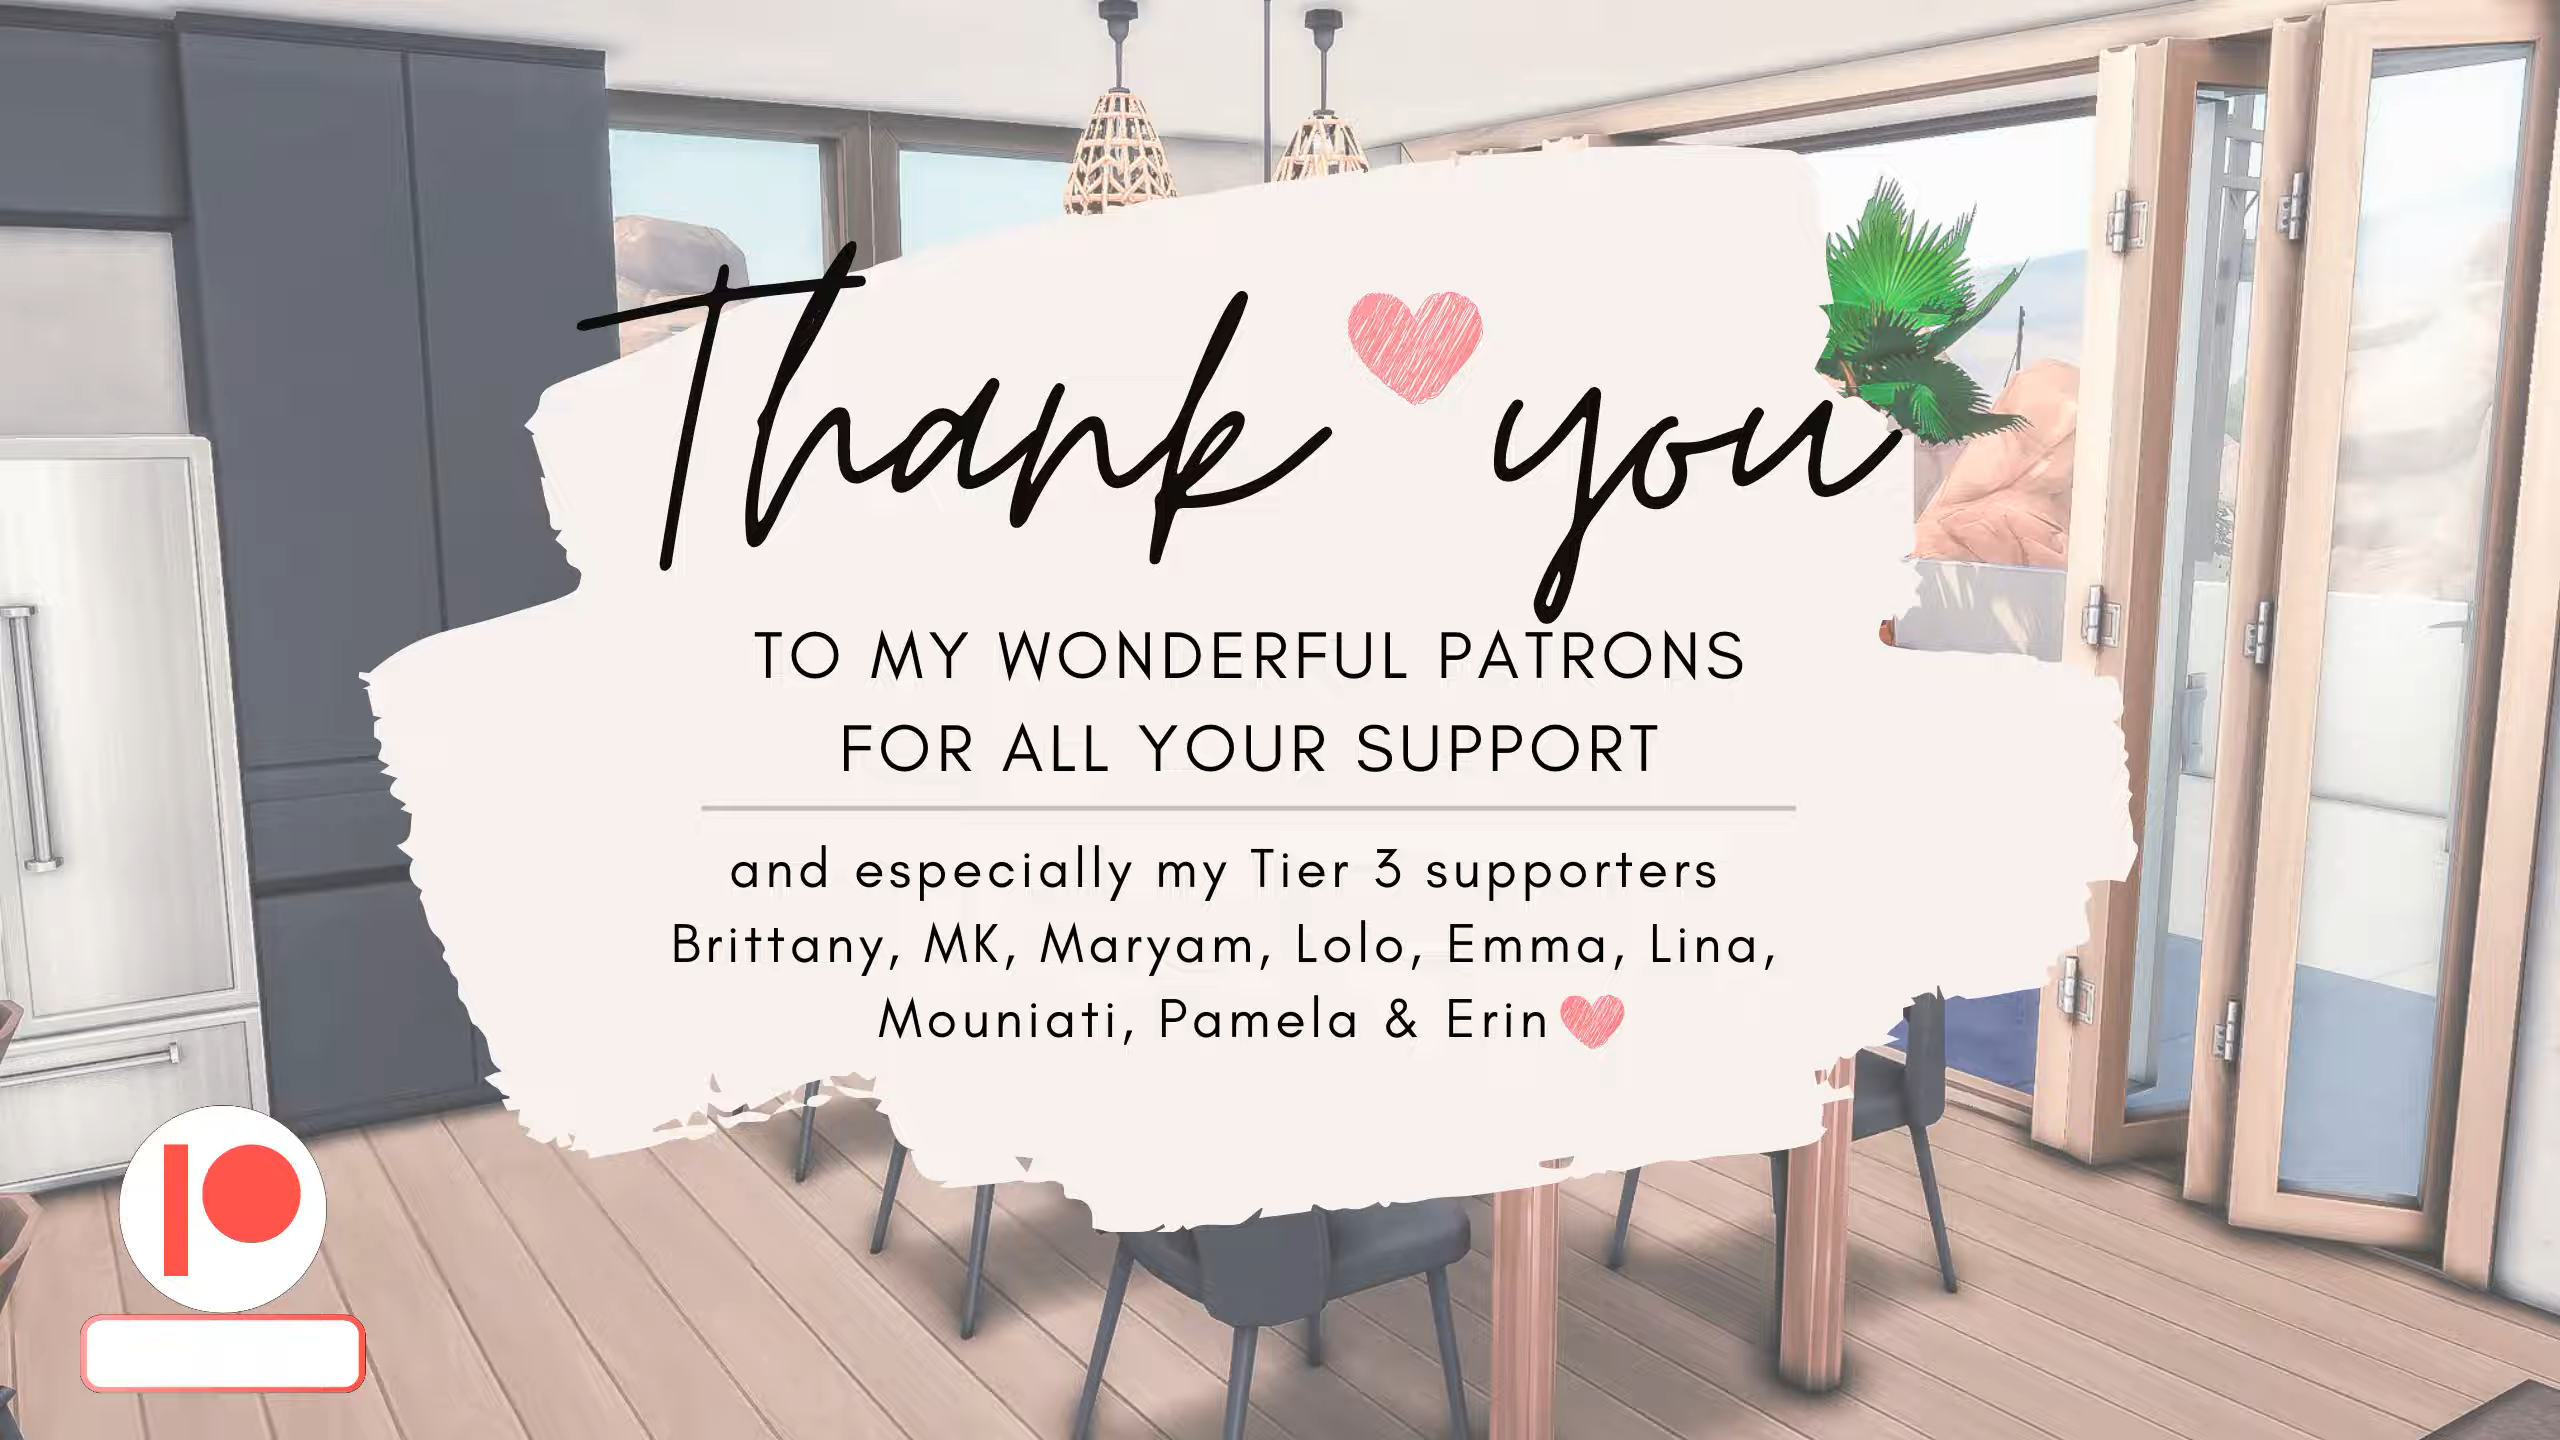 Thank you
TO MY WONDERFUL PATRONS
FOR ALL YOUR SUPPORT
and especially my Tier 3 supporters
Brittany, MK, Maryam, Lolo, Emma, Lina,
Mouniati, Pamela & Erin